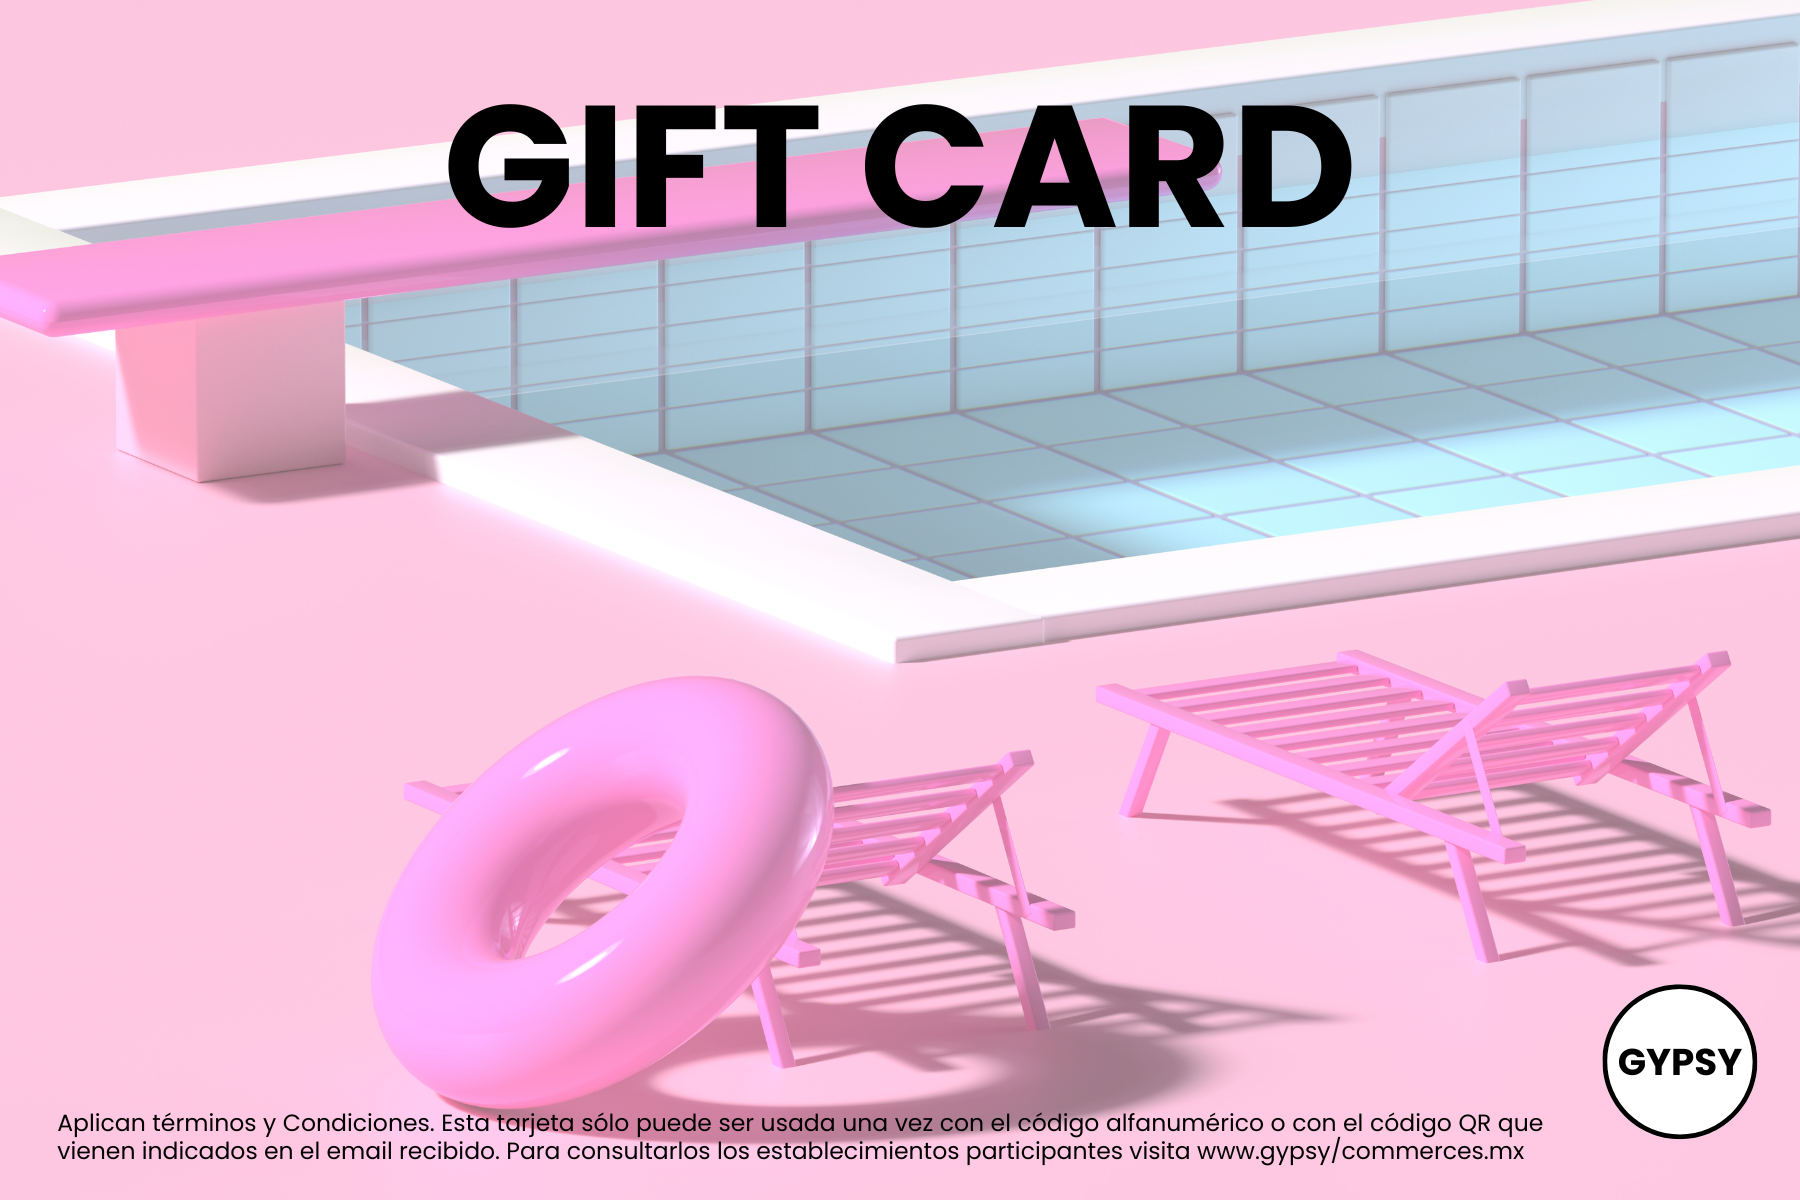 GIFT CARD
GYPSY
Aplican términos y Condiciones. Esta tarjeta sólo puede ser usada una vez con el código alfanumérico o con el código QR que
vienen indicados en el email recibido. Para consultarlos los establecimientos participantes visita www.gypsy/commerces.mx